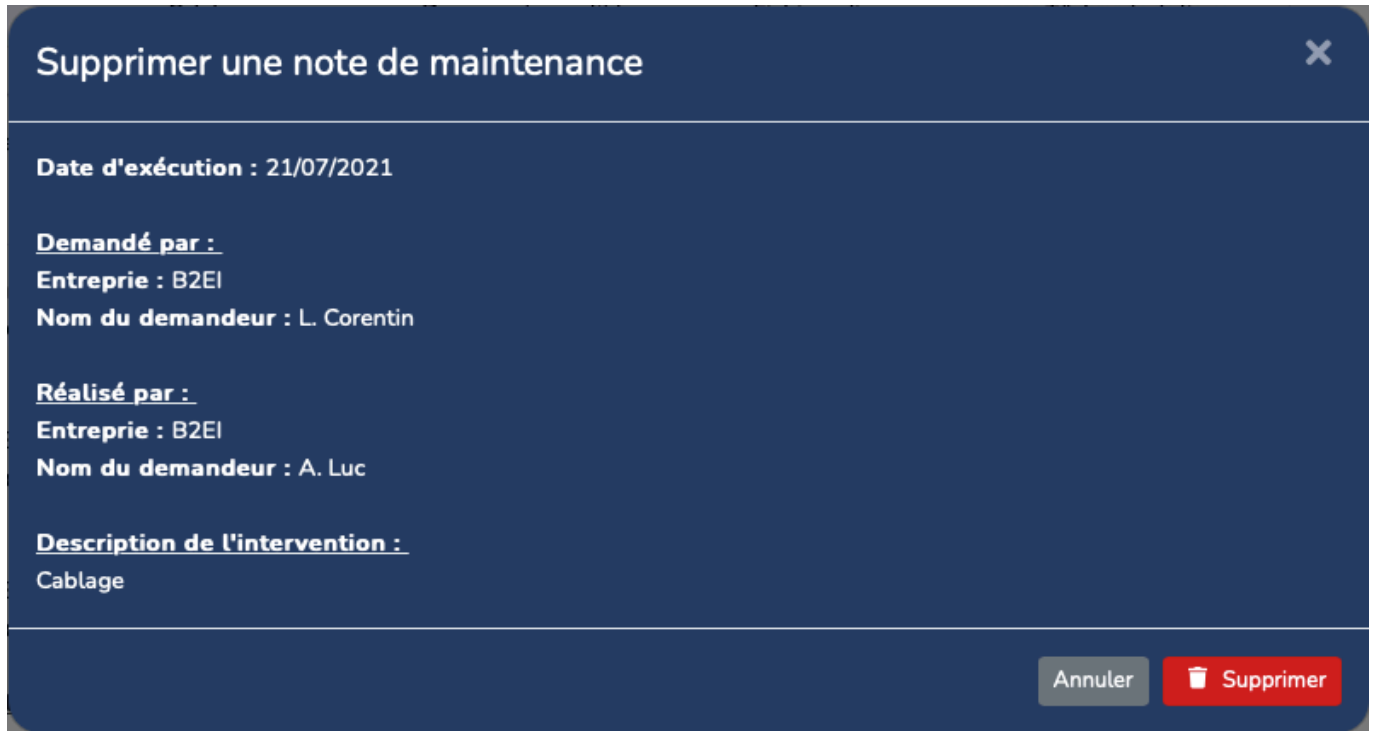 Supprimer une note de maintenance
Date d'exécution : 21/07/2021
Demandé par :
Entreprie : B2EI
Nom du demandeur : L. Corentin
Réalisé par :
Entreprie : B2EI
Nom du demandeur : A. Luc
Description de l'intervention :
Cablage
Annuler Supprimer